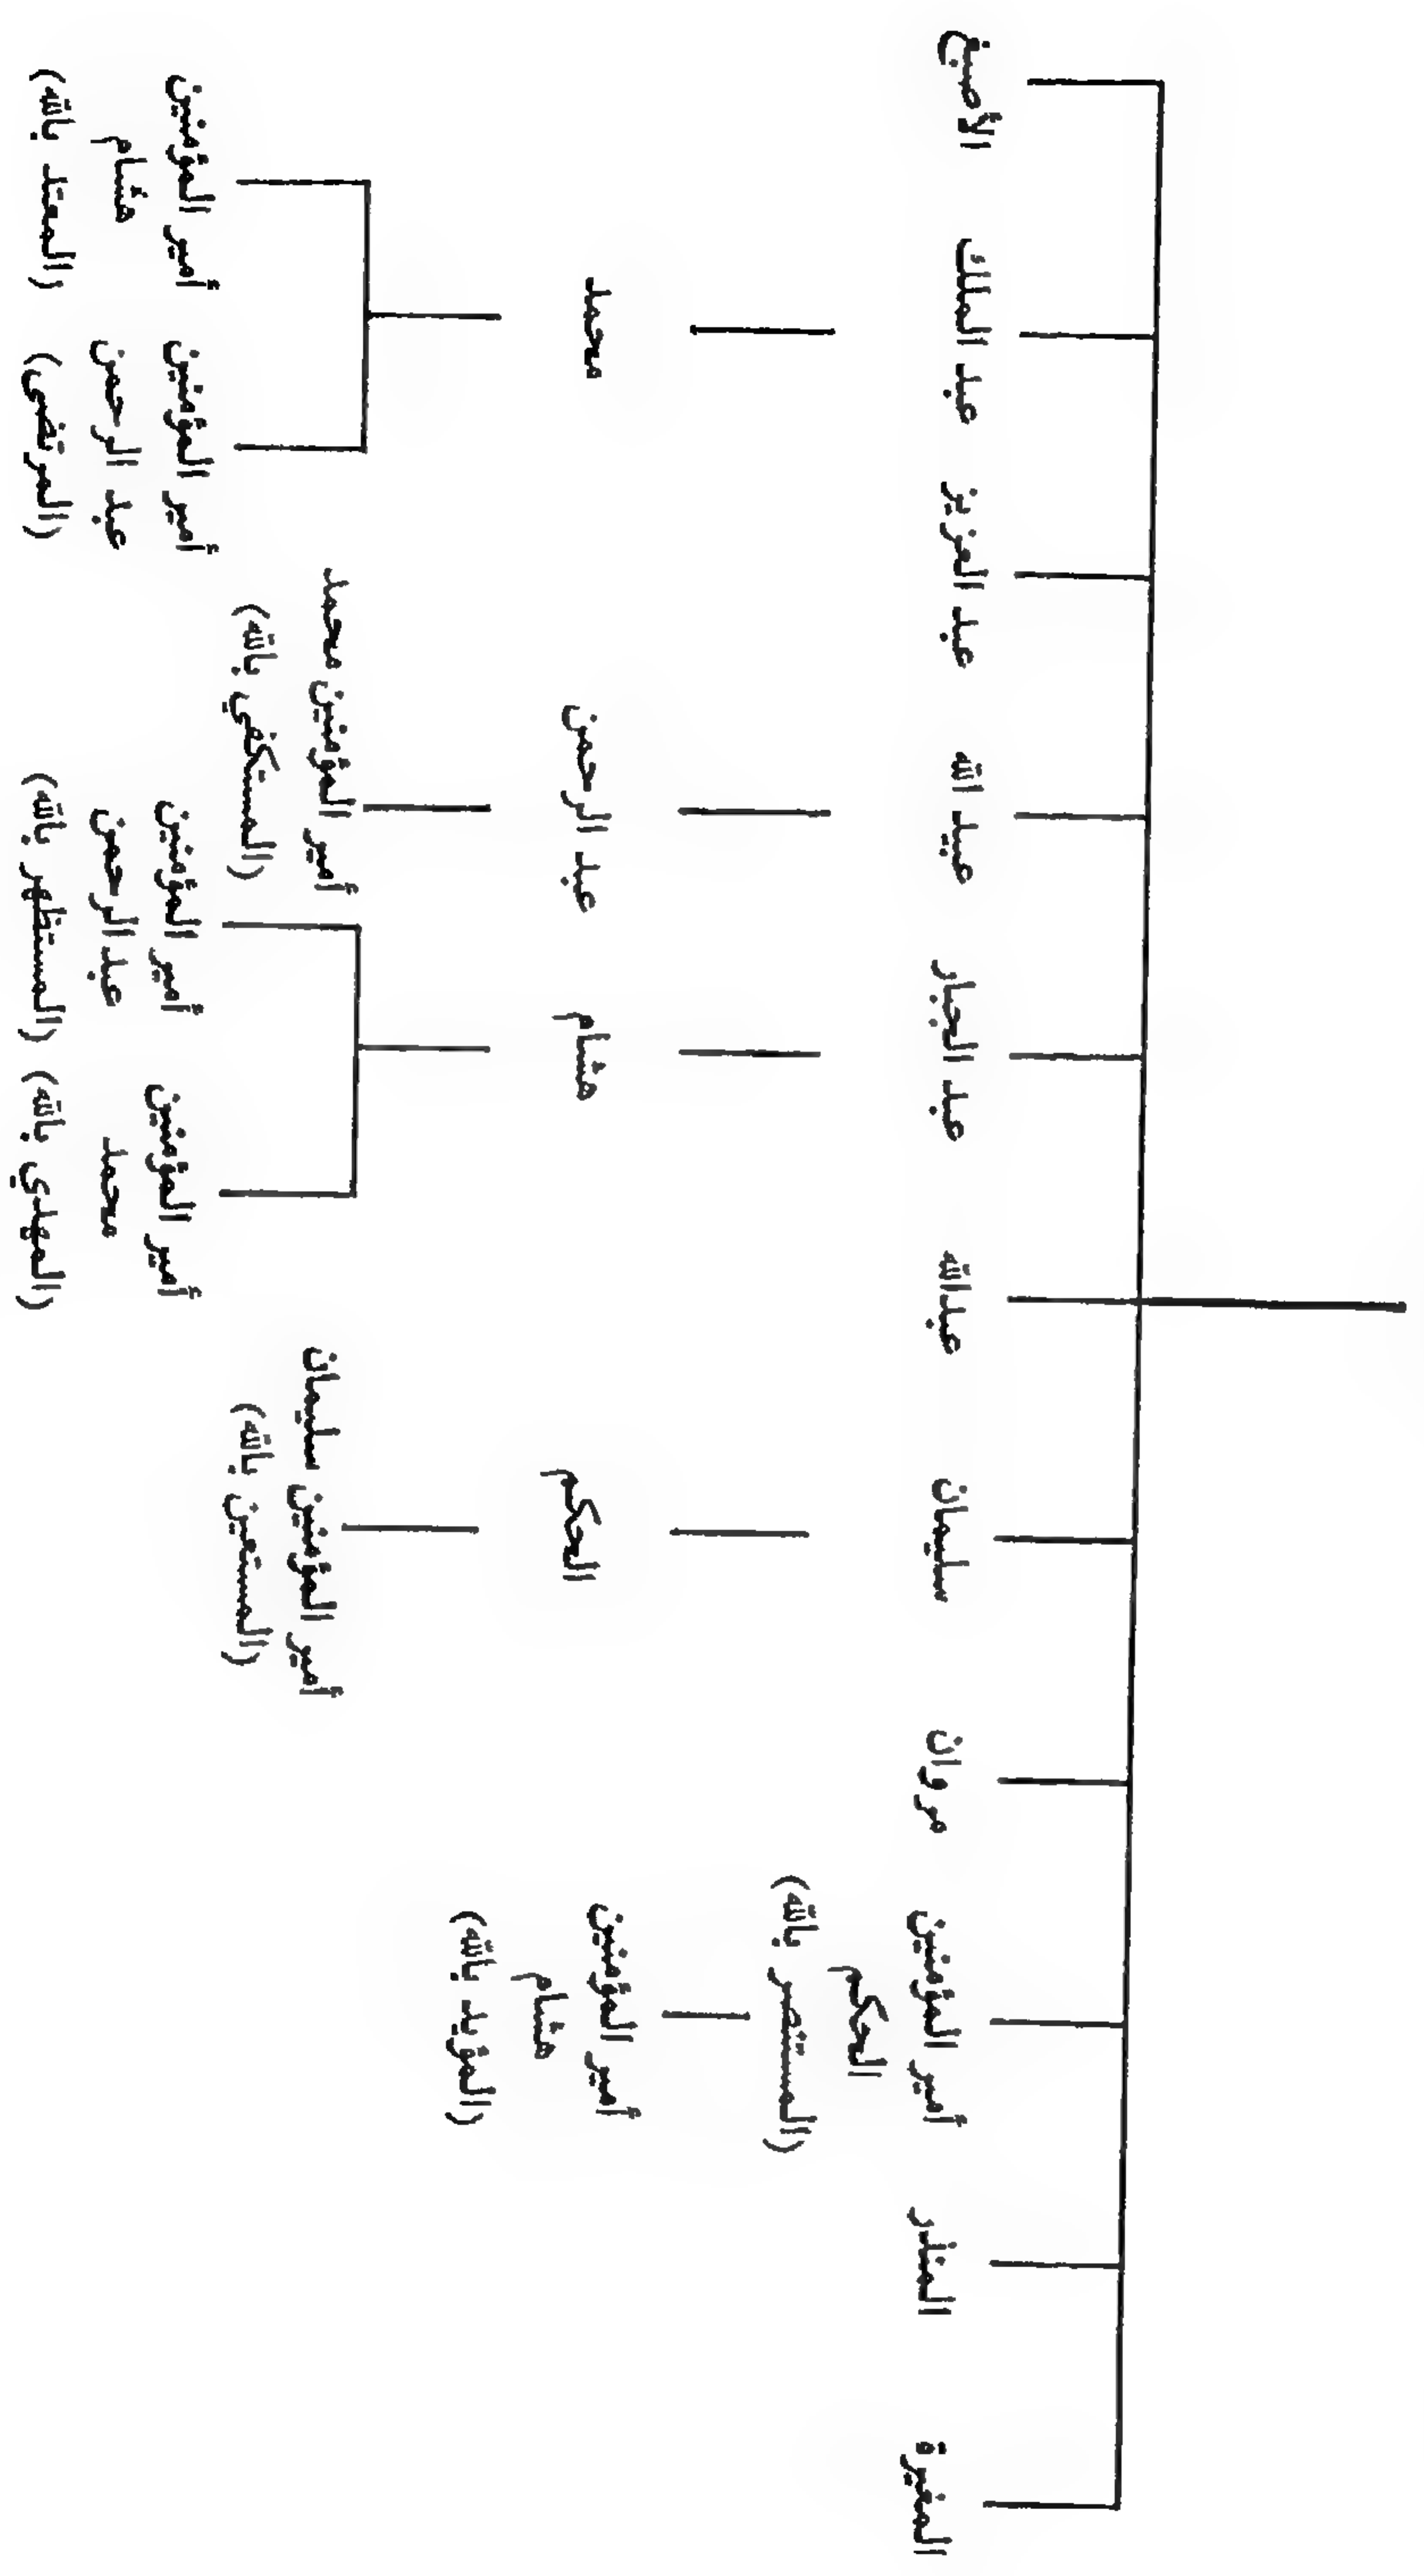 المغيرة
المنذر
أمير المؤمنين
الحكم
(المستنصر بالله)
مروان
سليمان
عبدالله
عبد الجبار
عبيد الله
عبد العزيز
عبد الملك
الأصبغ
أمير المؤمنين
هشام
(المؤيد بالله)
الحكم
هشام
عبد الرحمن
محمد
أمير المؤمنين سليمان
(المستعين بالله)
أمير المؤمنين
محمد
(المهدي بالله)
أمير المؤمنين
عبدالرحمن
(المستظهر بالله)
أمير المؤمنين محمد
(المستكفي بالله)
أمير المؤمنين
عبد الرحمن
(المرتضى)
أمير المؤمنين
هشام
(المعتد بالله)